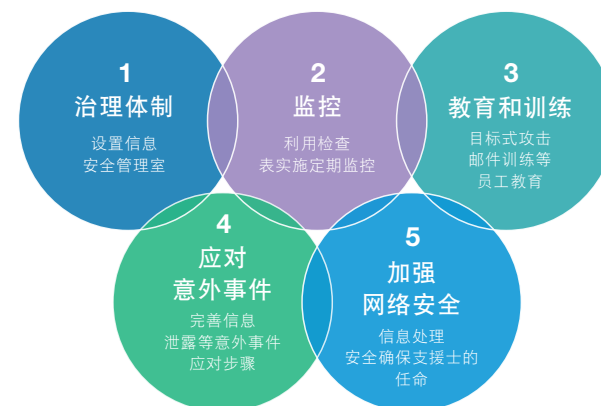 1
治理体制
设置信息
安全管理室
2
监控
利用检查
表实施定期监控
3
教育和训练
目标式攻击
邮件训练等
员工教育
4
应对
意外事件
完善信息
泄露等意外事件
应对步骤
5
加强
网络安全
信息处理
安全确保支援士的
任命